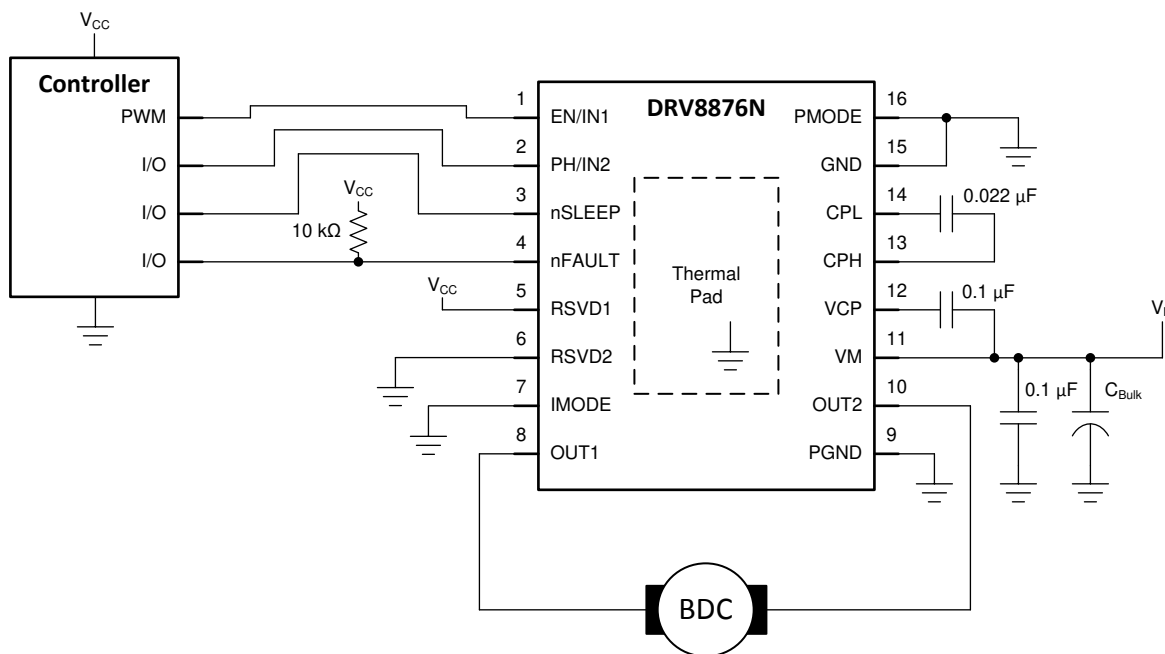 VCC
Controller
PWM
I/O
I/O
I/O
VCC
10 kΩ
VCC
DRV8876N
1
EN/IN1
2
PH/IN2
3
nSLEEP
4
nFAULT
5
RSVD1
6
RSVD2
7
IMODE
8
OUT1
Thermal
Pad
16
PMODE
15
GND
14
CPL
13
CPH
12
VCP
11
VM
10
OUT2
9
PGND
0.022 µF
0.1 µF
0.1 µF
CBulk
BDC